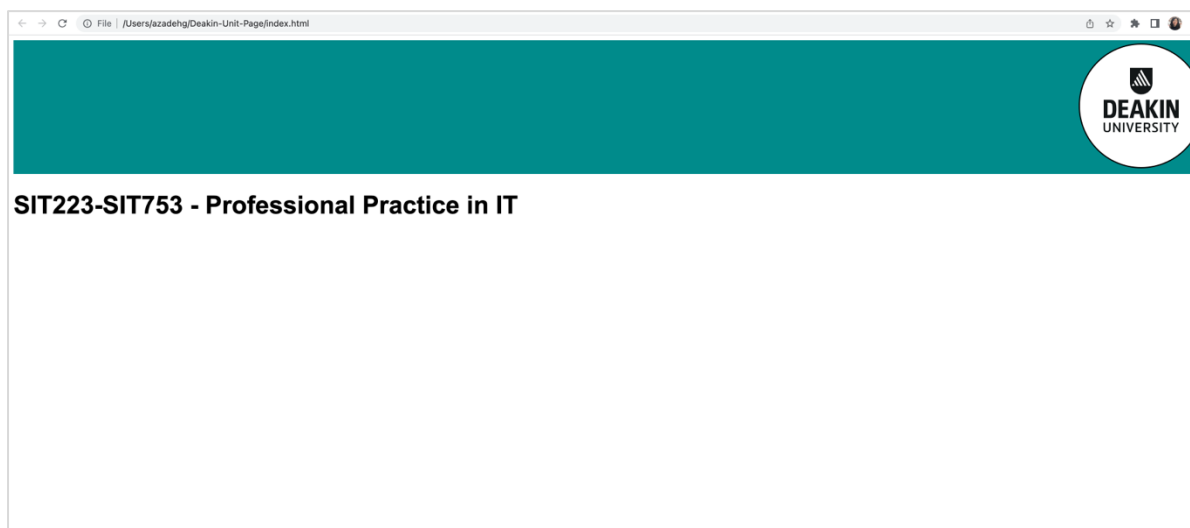 File | /Users/azadehg/Deakin-Unit-Page/index.html
DEAKIN
UNIVERSITY
SIT223-SIT753 - Professional Practice in IT